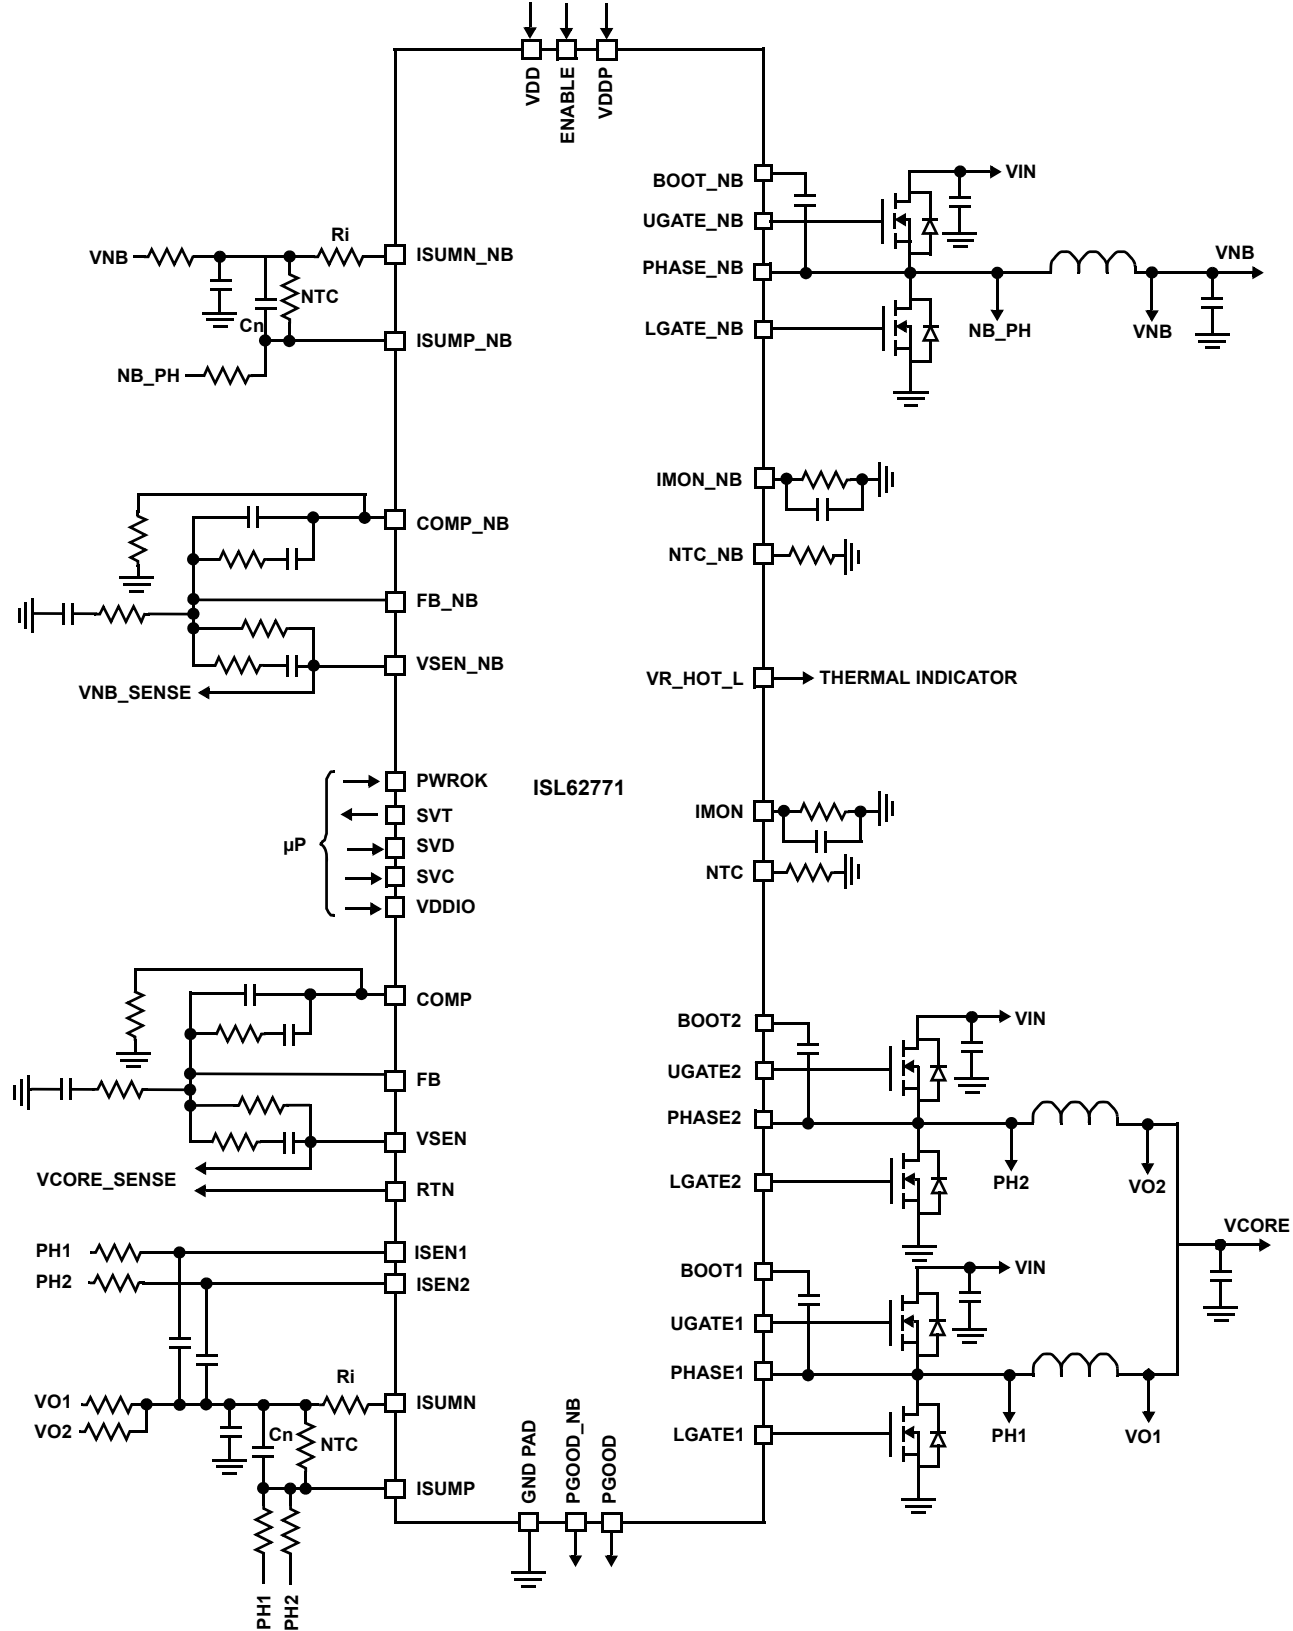 VDD
ENABLE
VDDP
BOOT_NB
VIN
UGATE_NB
PHASE_NB
VNB
LGATE_NB
NB_PH
VNB
VNB
Ri
ISUMN_NB
NTC
Cn
ISUMP_NB
NB_PH
IMON_NB
COMP_NB
NTC_NB
FB_NB
VSEN_NB
VNB_SENSE
VR_HOT_L
THERMAL INDICATOR
ISL62771
µP
PWROK
SVT
SVD
SVC
VDDIO
IMON
NTC
COMP
FB
VSEN
VCORE_SENSE
RTN
BOOT2
VIN
UGATE2
PHASE2
LGATE2
PH2
VO2
VCORE
PH1
ISEN1
PH2
ISEN2
BOOT1
VIN
UGATE1
PHASE1
LGATE1
PH1
VO1
VO1
Ri
ISUMN
VO2
Cn
NTC
ISUMP
PH1
PH2
GND PAD
PGOOD_NB
PGOOD